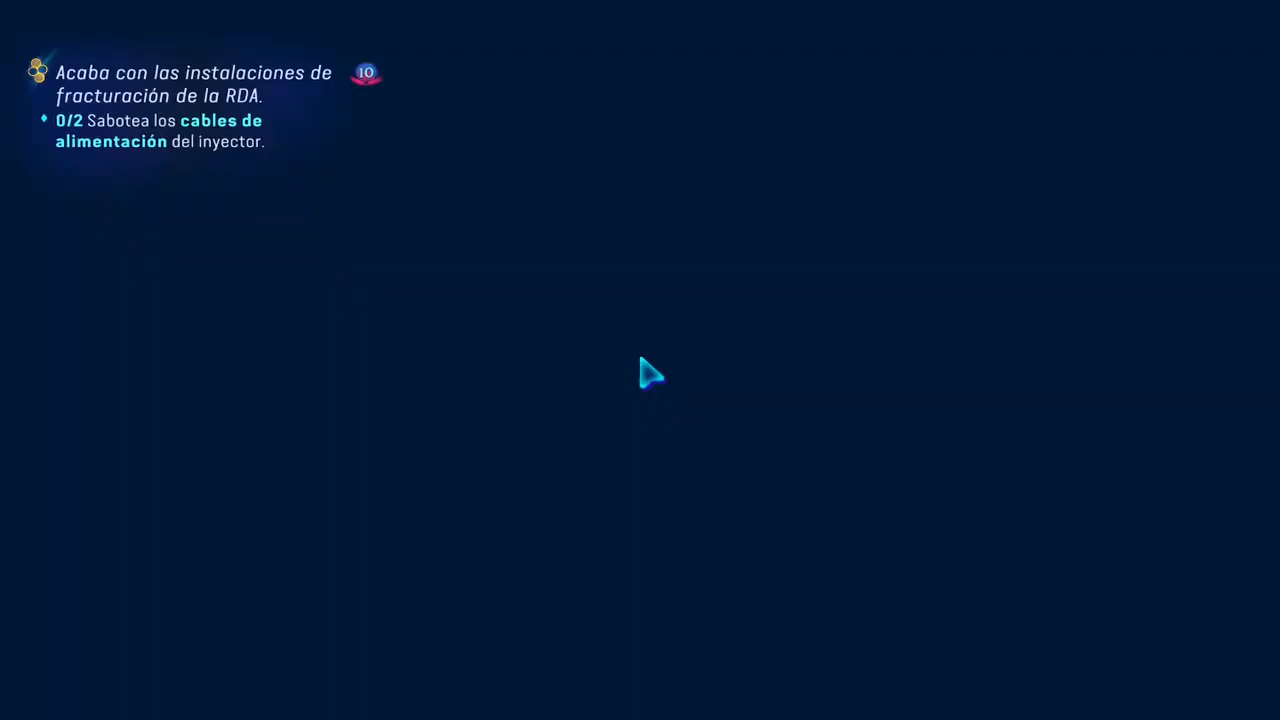 Acaba con las instalaciones de
10
fracturación de la RDA.
0/2 Sabotea los cables de
alimentación del inyector.